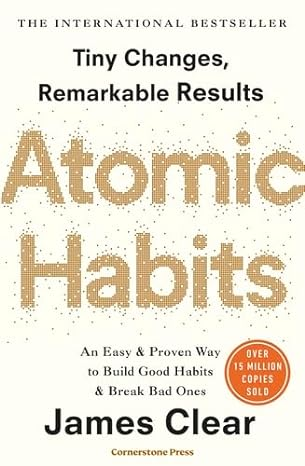 THE INTERNATIONAL BESTSELLER
Tiny Changes,
Remarkable Results
Atomic
Habits
An Easy & Proven Way
to Build Good Habits
& Break Bad Ones
OVER
15 MILLION
COPIES
SOLD
James Clear
Cornerstone Press